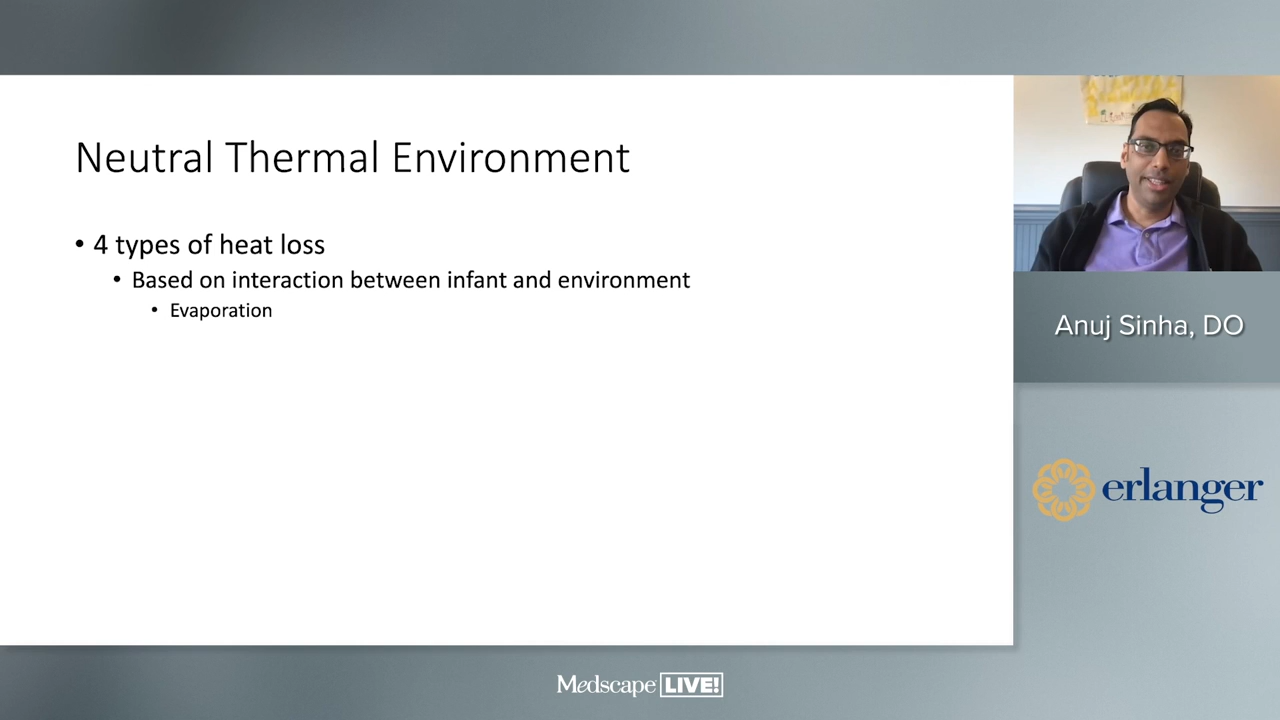 Neutral Thermal Environment
• 4 types of heat loss
• Based on interaction between infant and environment
• Evaporation
Anuj Sinha, DO
erlanger
Medscape LIVE!